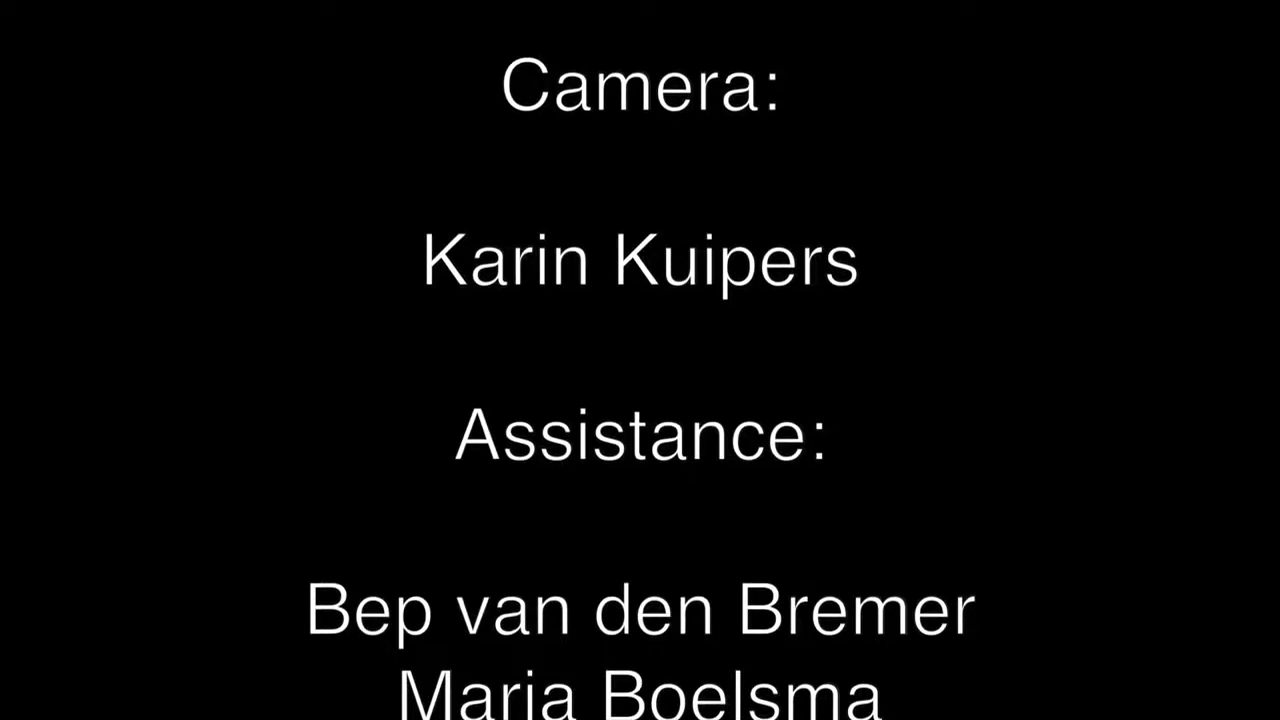 Camera:
Karin Kuipers
Assistance:
Bep van den Bremer
Maria Boelsma